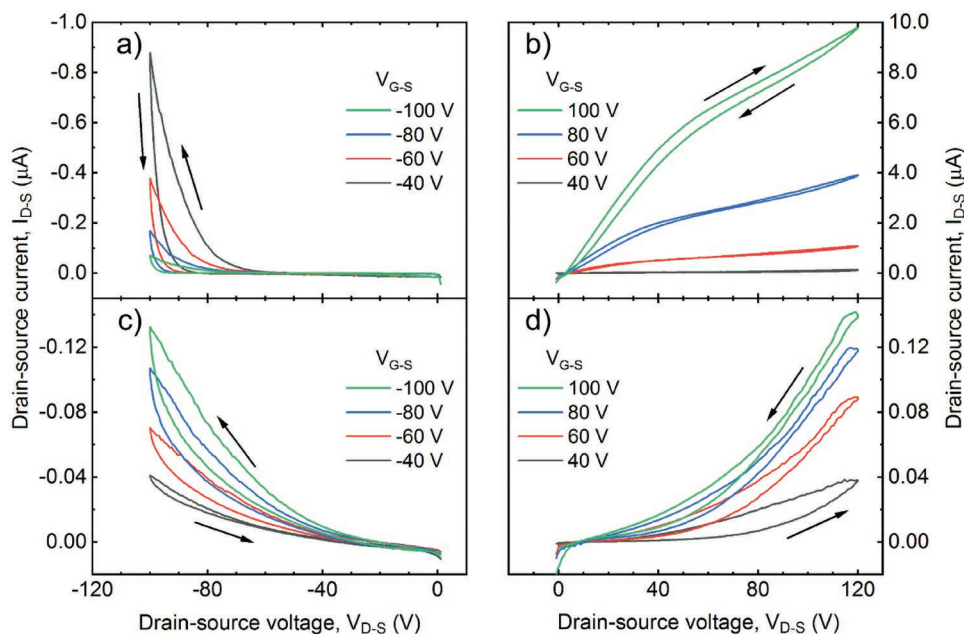 a)
V_G-S
-100 V
-80 V
-60 V
-40 V
-1.0
-0.8
-0.6
-0.4
-0.2
0.0
b)
V_G-S
100 V
80 V
60 V
40 V
10.0
8.0
6.0
4.0
2.0
0.0
c)
V_G-S
-100 V
-80 V
-60 V
-40 V
-0.12
-0.08
-0.04
0.00
-120
-80
-40
0
d)
V_G-S
100 V
80 V
60 V
40 V
0.12
0.08
0.04
0.00
0
40
80
120
Drain-source current, I_D-S (μA)
Drain-source current, I_D-S (μA)
Drain-source voltage, V_D-S (V)
Drain-source voltage, V_D-S (V)